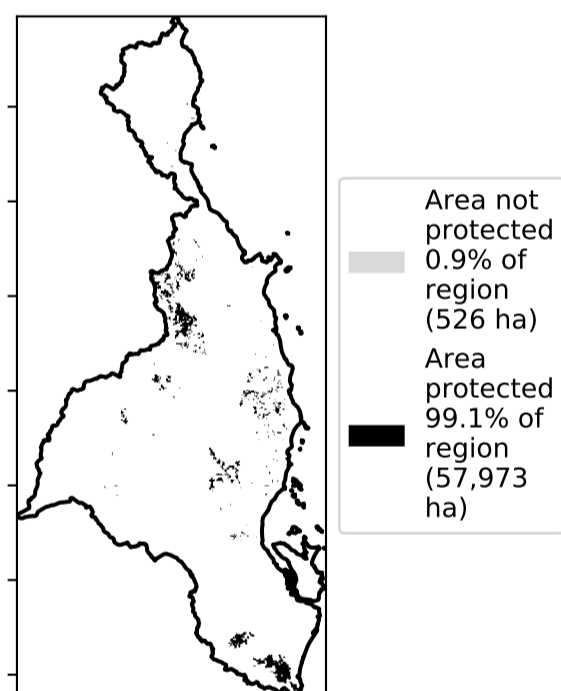 Area not
protected
0.9% of
region
(526 ha)
Area
protected
99.1% of
region
(57,973
ha)